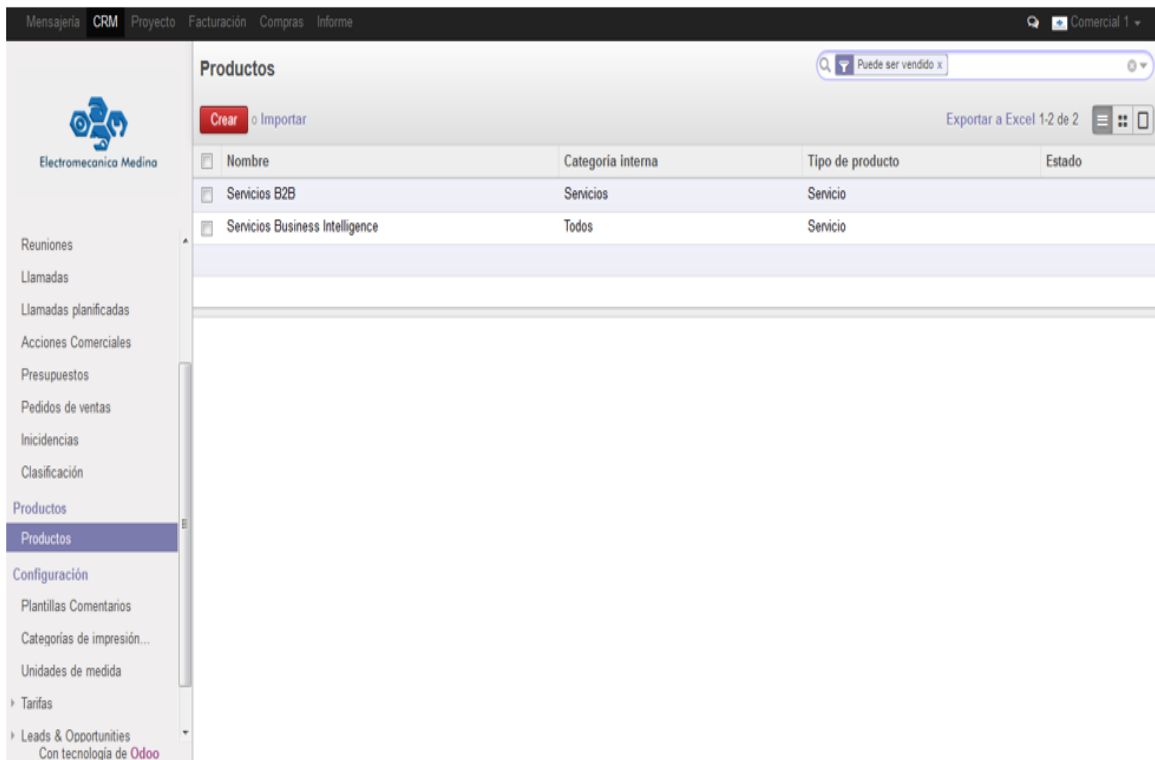 Mensajería CRM Proyecto Facturación Compras Informe Comercial 1
Productos
Puede ser vendido x
Crear o Importar
Exportar a Excel 1-2 de 2
Electromecanica Medina
Nombre Categoría interna Tipo de producto Estado
Servicios B2B Servicios Servicio
Servicios Business Intelligence Todos Servicio
Reuniones
Llamadas
Llamadas planificadas
Acciones Comerciales
Presupuestos
Pedidos de ventas
Inicidencias
Clasificación
Productos
Productos
Configuración
Plantillas Comentarios
Categorías de impresión...
Unidades de medida
Tarifas
Leads & Opportunities
Con tecnología de Odoo